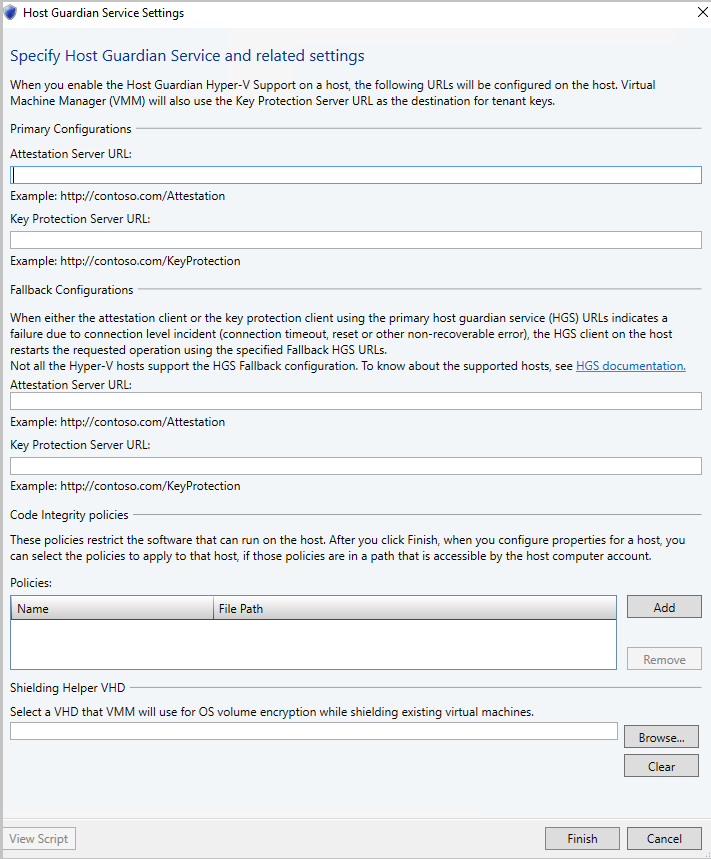 Host Guardian Service Settings
Specify Host Guardian Service and related settings
When you enable the Host Guardian Hyper-V Support on a host, the following URLs will be configured on the host. Virtual
Machine Manager (VMM) will also use the Key Protection Server URL as the destination for tenant keys.
Primary Configurations
Attestation Server URL:
Example: http://contoso.com/Attestation
Key Protection Server URL:
Example: http://contoso.com/KeyProtection
Fallback Configurations
When either the attestation client or the key protection client using the primary host guardian service (HGS) URLs indicates a
failure due to connection level incident (connection timeout, reset or other non-recoverable error), the HGS client on the host
restarts the requested operation using the specified Fallback HGS URLs.
Not all the Hyper-V hosts support the HGS Fallback configuration. To know about the supported hosts, see HGS documentation.
Attestation Server URL:
Example: http://contoso.com/Attestation
Key Protection Server URL:
Example: http://contoso.com/KeyProtection
Code Integrity policies
These policies restrict the software that can run on the host. After you click Finish, when you configure properties for a host, you
can select the policies to apply to that host, if those policies are in a path that is accessible by the host computer account.
Policies:
Name File Path Add
Remove
Shielding Helper VHD
Select a VHD that VMM will use for OS volume encryption while shielding existing virtual machines.
Browse...
Clear
View Script Finish Cancel